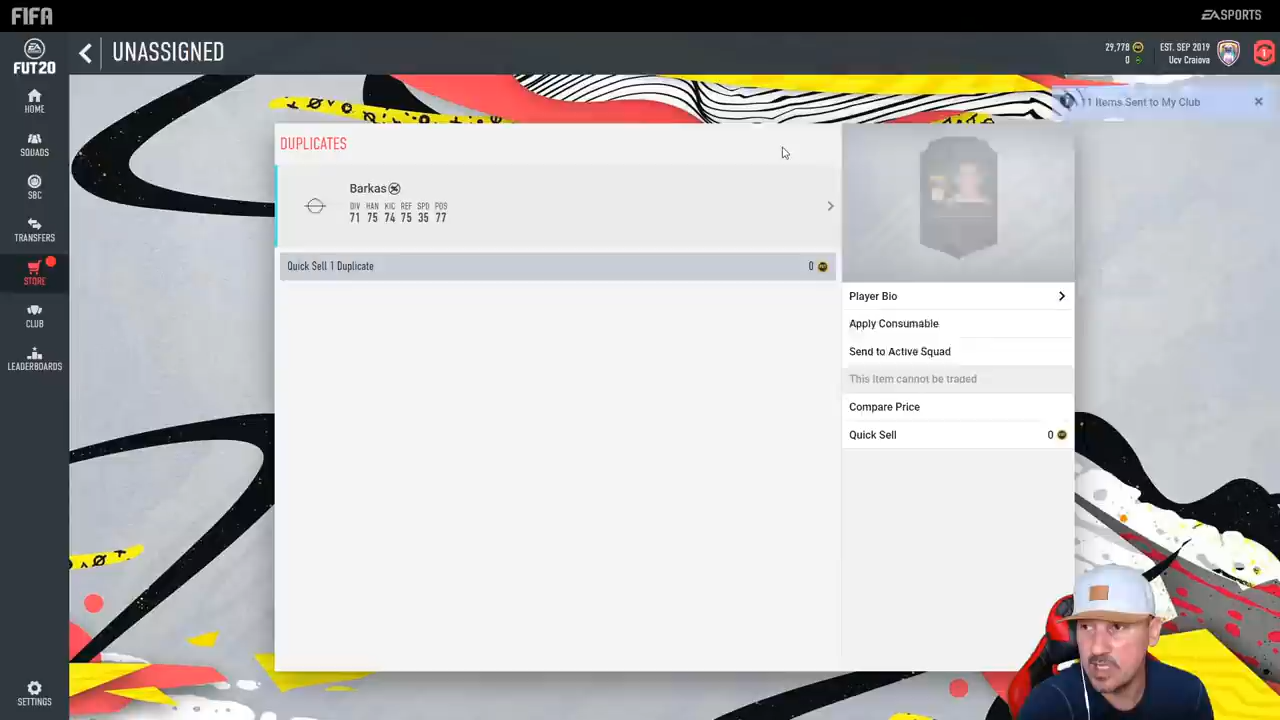 FIFA
EA SPORTS
FUT20
UNASSIGNED
29,778
0
EST. SEP 2019
Ucv Craiova
11 Items Sent to My Club
HOME
SQUADS
SBC
TRANSFERS
STORE
CLUB
LEADERBOARDS
SETTINGS
DUPLICATES
Barkas
DIV HAN KIC REF SPD POS
71 75 74 75 35 77
Quick Sell 1 Duplicate 0
Player Bio
Apply Consumable
Send to Active Squad
This item cannot be traded
Compare Price
Quick Sell 0